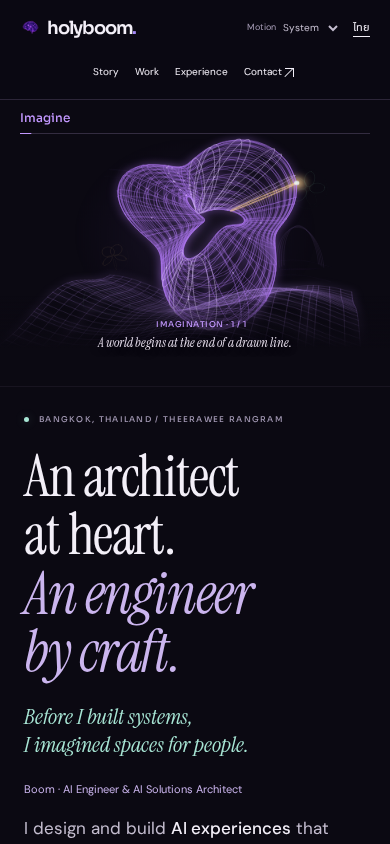 holyboom.
Motion System ไทย
Story Work Experience Contact
Imagine
IMAGINATION · 1 / 1
A world begins at the end of a drawn line.
BANGKOK, THAILAND / THEERAWEE RANGRAM
An architect
at heart.
An engineer
by craft.
Before I built systems,
I imagined spaces for people.
Boom · AI Engineer & AI Solutions Architect
I design and build AI experiences that